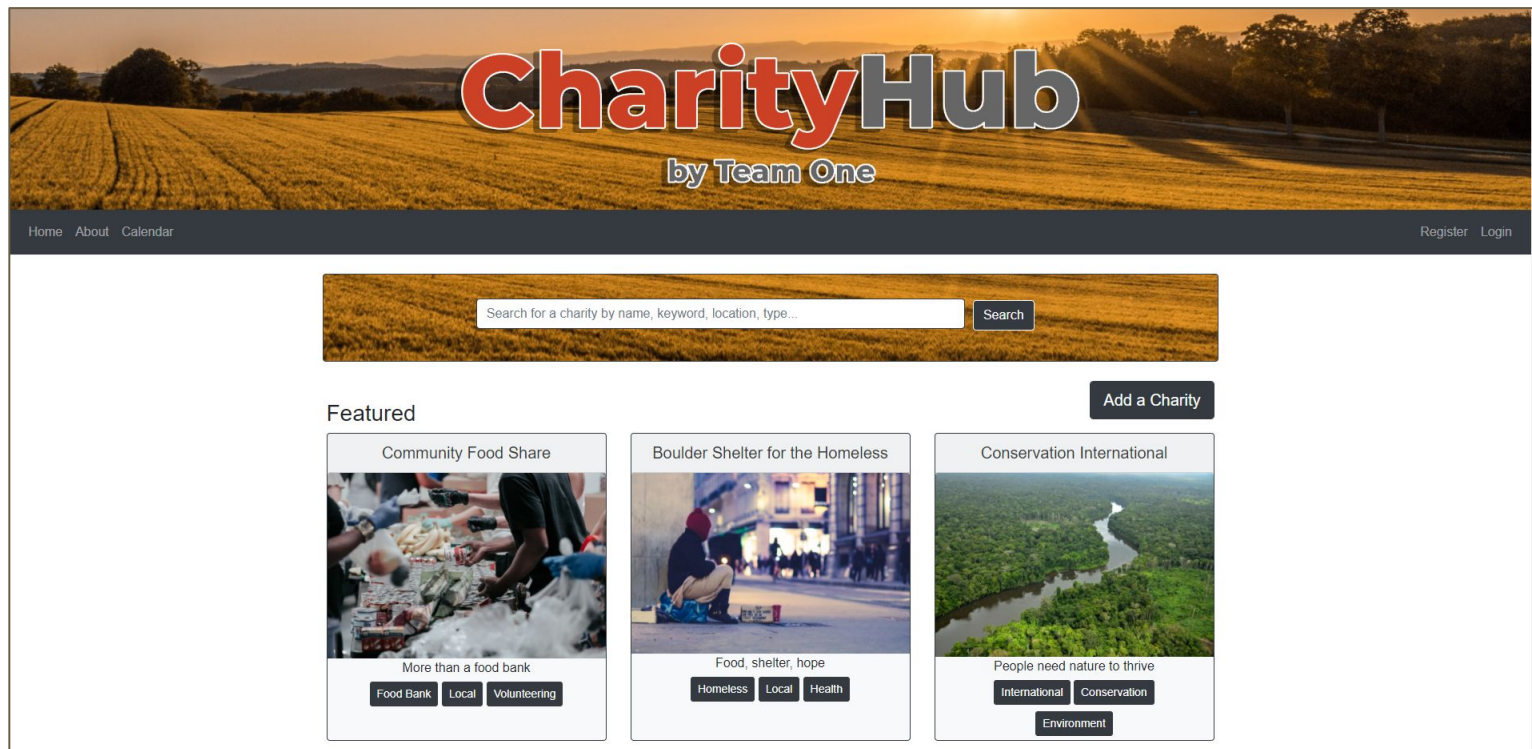 CharityHub
by Team One
Home About Calendar Register Login
Search for a charity by name, keyword, location, type... Search
Add a Charity
Featured
Community Food Share
More than a food bank
Food Bank Local Volunteering
Boulder Shelter for the Homeless
Food, shelter, hope
Homeless Local Health
Conservation International
People need nature to thrive
International Conservation
Environment